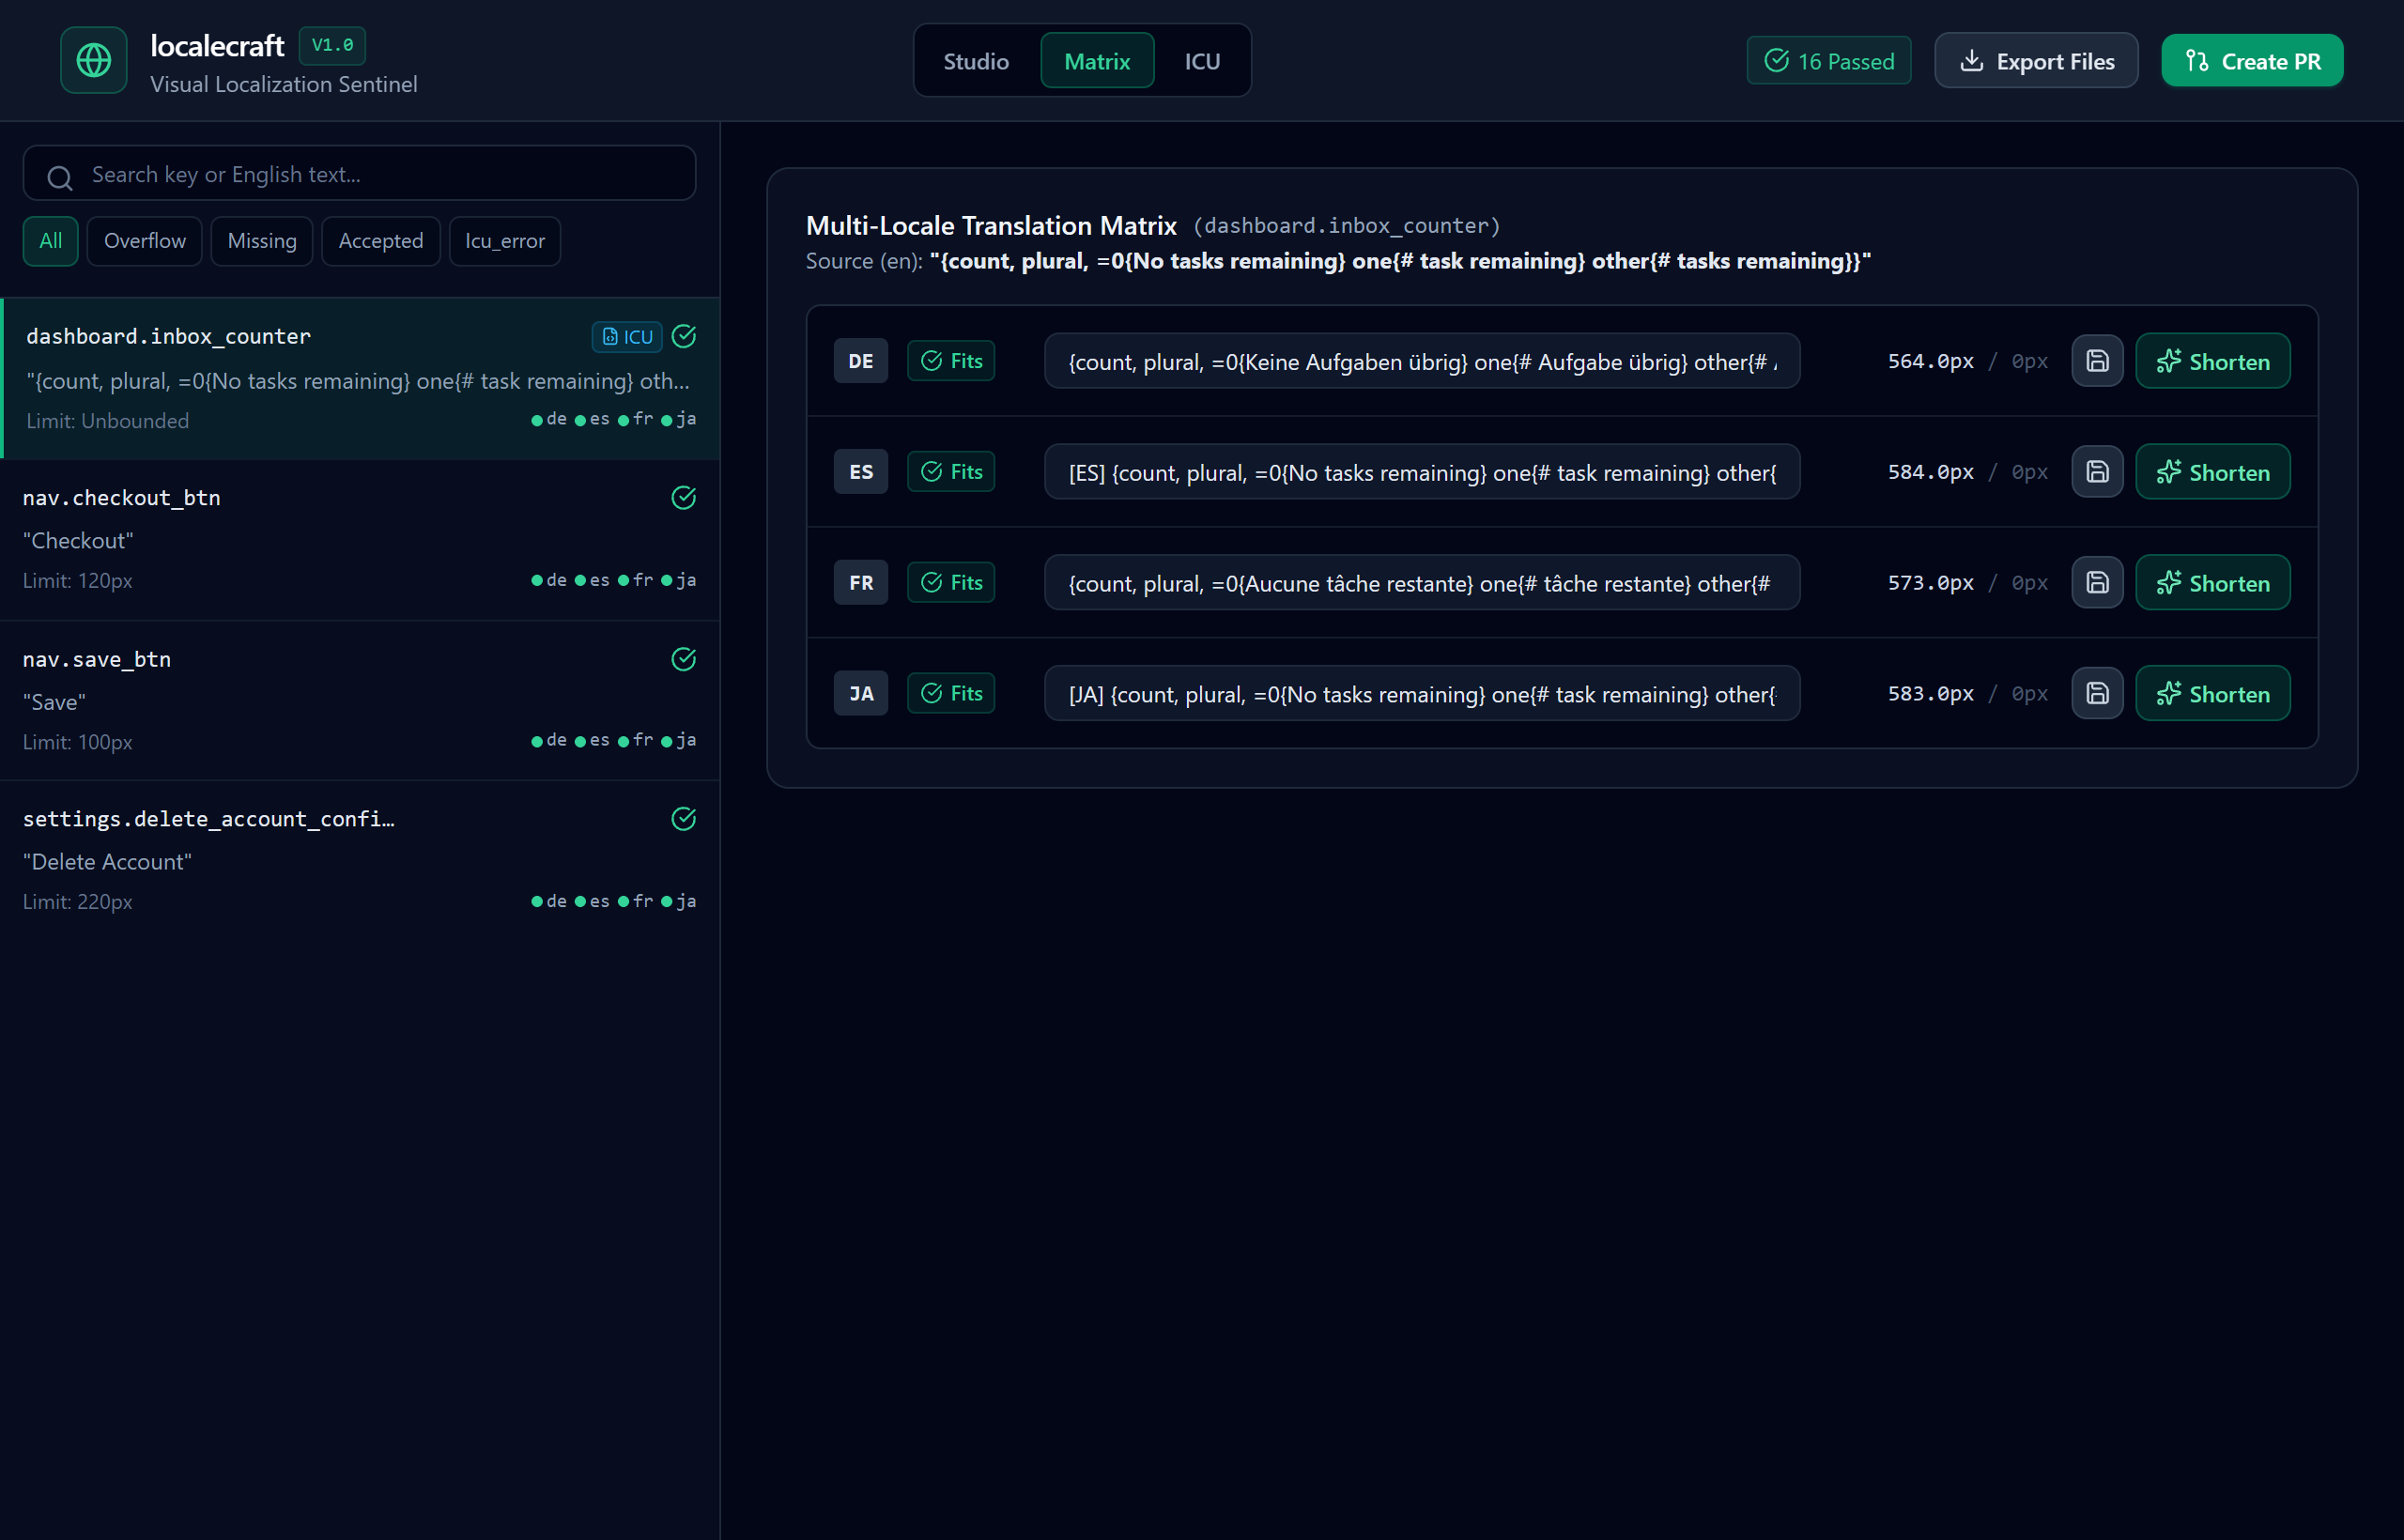 localecraft V1.0
Visual Localization Sentinel
Studio Matrix ICU
16 Passed Export Files Create PR
Search key or English text...
All Overflow Missing Accepted Icu_error
dashboard.inbox_counter ICU
"{count, plural, =0{No tasks remaining} one{# task remaining} oth...
Limit: Unbounded de es fr ja
nav.checkout_btn
"Checkout"
Limit: 120px de es fr ja
nav.save_btn
"Save"
Limit: 100px de es fr ja
settings.delete_account_confi…
"Delete Account"
Limit: 220px de es fr ja
Multi-Locale Translation Matrix (dashboard.inbox_counter)
Source (en): "{count, plural, =0{No tasks remaining} one{# task remaining} other{# tasks remaining}}"
DE Fits {count, plural, =0{Keine Aufgaben übrig} one{# Aufgabe übrig} other{# 564.0px / 0px Shorten
ES Fits [ES] {count, plural, =0{No tasks remaining} one{# task remaining} other{ 584.0px / 0px Shorten
FR Fits {count, plural, =0{Aucune tâche restante} one{# tâche restante} other{# 573.0px / 0px Shorten
JA Fits [JA] {count, plural, =0{No tasks remaining} one{# task remaining} other{ 583.0px / 0px Shorten